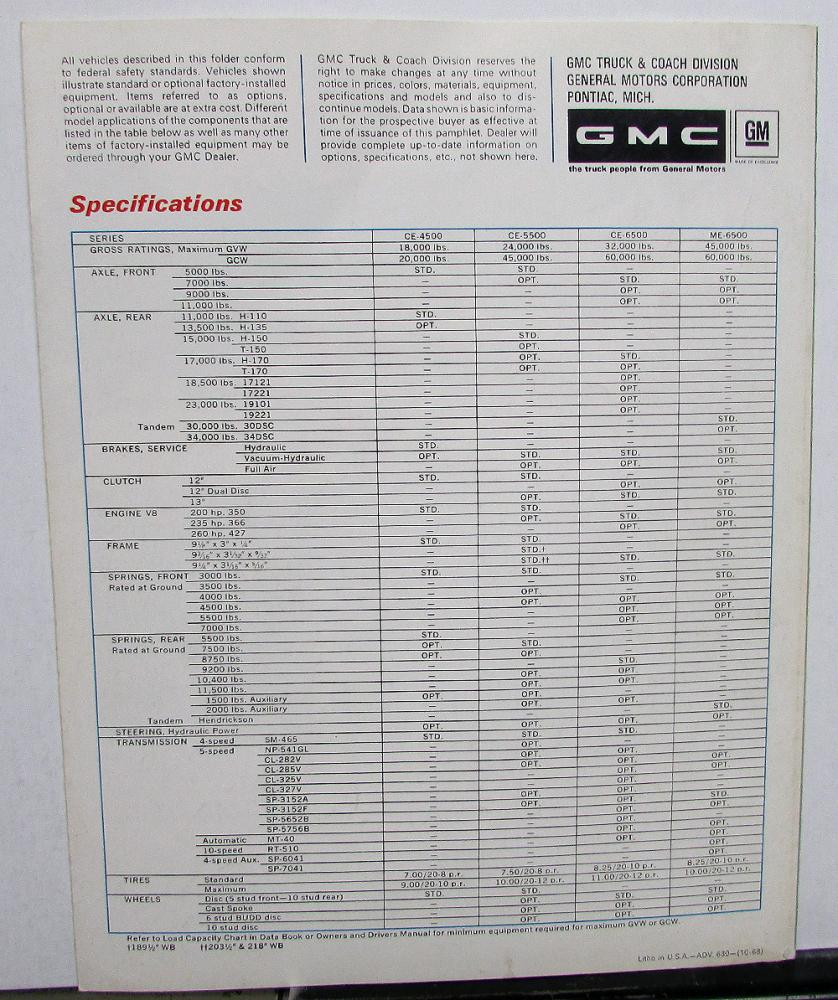 All vehicles described in this folder conform
to federal safety standards. Vehicles shown
illustrate standard or optional factory-installed
equipment. Items referred to as options,
optional or available are at extra cost. Different
model applications of the components that are
listed in the table below as well as many other
items of factory-installed equipment may be
ordered through your GMC Dealer.
GMC Truck & Coach Division reserves the
right to make changes at any time without
notice in prices, colors, materials, equipment,
specifications and models and also to dis-
continue models. Data shown is basic informa-
tion for the prospective buyer as effective at
time of issuance of this pamphlet. Dealer will
provide complete up-to-date information on
options, specifications, etc., not shown here.
GMC TRUCK & COACH DIVISION
GENERAL MOTORS CORPORATION
PONTIAC, MICH.
GMC GM
MARK OF EXCELLENCE
the truck people from General Motors
Specifications
SERIES CE-4500 CE-5500 CE-6500 ME-6500
GROSS RATINGS, Maximum GVW 18,000 lbs. 24,000 lbs. 32,000 lbs. 45,000 lbs.
GCW 20,000 lbs. 45,000 lbs. 60,000 lbs. 60,000 lbs.
AXLE, FRONT 5000 lbs. STD. STD. — —
7000 lbs. — OPT. STD. STD.
9000 lbs. — — OPT. OPT.
11,000 lbs. — — OPT. OPT.
AXLE, REAR 11,000 lbs. H-110 STD. — — —
13,500 lbs. H-135 OPT. — — —
15,000 lbs. H-150 — STD. — —
T-150 — OPT. — —
17,000 lbs. H-170 — OPT. STD. —
T-170 — OPT. OPT. —
18,500 lbs. 17121 — — OPT. —
17221 — — OPT. —
23,000 lbs. 19101 — — OPT. —
19221 — — OPT. —
Tandem 30,000 lbs. 30DSC — — — STD.
34,000 lbs. 34DSC — — — OPT.
BRAKES, SERVICE Hydraulic STD. — — —
Vacuum-Hydraulic OPT. STD. STD. STD.
Full Air — OPT. OPT. OPT.
CLUTCH 12" STD. STD. — —
12" Dual Disc — — OPT. OPT.
13" — OPT. STD. STD.
ENGINE V8 200 hp. 350 STD. STD. — —
235 hp. 366 — OPT. STD. STD.
260 hp. 427 — — OPT. OPT.
FRAME STD. STD. — —
— STD.† — —
— STD.†† STD. STD.
SPRINGS, FRONT 3000 lbs. STD. STD. — —
Rated at Ground 3500 lbs. — — STD. STD.
4000 lbs. — OPT. — —
4500 lbs. — OPT. OPT. OPT.
5500 lbs. — — OPT. OPT.
7000 lbs. — — OPT. OPT.
SPRINGS, REAR 5500 lbs. STD. — — —
Rated at Ground 7500 lbs. OPT. STD. — —
8750 lbs. OPT. OPT. — —
9200 lbs. — — STD. —
10,400 lbs. — OPT. OPT. —
11,500 lbs. — OPT. OPT. —
1500 lbs. Auxiliary OPT. OPT. OPT. —
2000 lbs. Auxiliary — OPT. OPT. —
Tandem Hendrickson — — — STD.
STEERING, Hydraulic Power OPT. OPT. OPT. OPT.
TRANSMISSION 4-speed SM-465 STD. STD. STD. —
5-speed NP-541GL — OPT. — —
CL-282V — OPT. OPT. —
CL-285V — OPT. OPT. OPT.
CL-325V
CL-327V
SP-3152A
SP-3152F
SP-5652B
SP-5756B
Automatic MT-40
10-speed RT-510
4-speed Aux. SP-6041
SP-7041
TIRES Standard 7.00/20-8 p.r. 7.50/20-8 p.r. 8.25/20-10 p.r. 8.25/20-10 p.r.
Maximum 9.00/20-10 p.r. 10.00/20-12 p.r. 11.00/20-12 p.r. 10.00/20-12 p.r.
WHEELS Disc (5 stud front—10 stud rear) STD. STD. STD. STD.
Cast Spoke — OPT. OPT. OPT.
6 stud BUDD disc — OPT. OPT. OPT.
10 stud disc — OPT. OPT. OPT.
Refer to Load Capacity Chart in Data Book or Owners and Drivers Manual for minimum equipment required for maximum GVW or GCW.
†189½" WB ††203½" & 218" WB
Litho in U.S.A.—ADV. 639—(10-68)